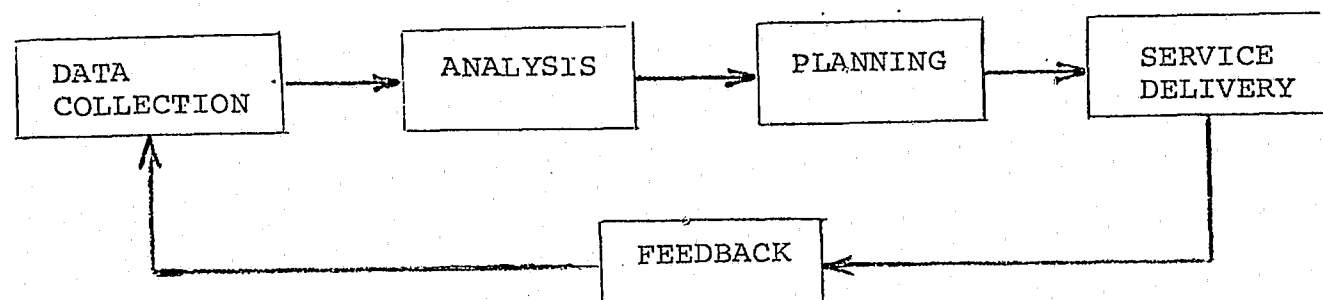 DATA
COLLECTION
ANALYSIS
PLANNING
SERVICE
DELIVERY
FEEDBACK